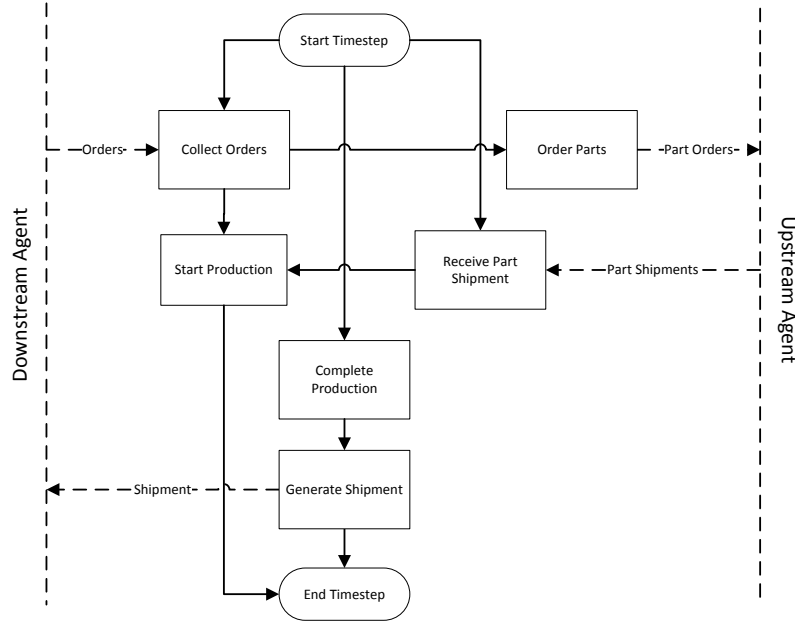 Start Timestep
Orders
Collect Orders
Order Parts
Part Orders
Downstream Agent
Upstream Agent
Start Production
Receive Part
Shipment
Part Shipments
Complete
Production
Shipment
Generate Shipment
End Timestep